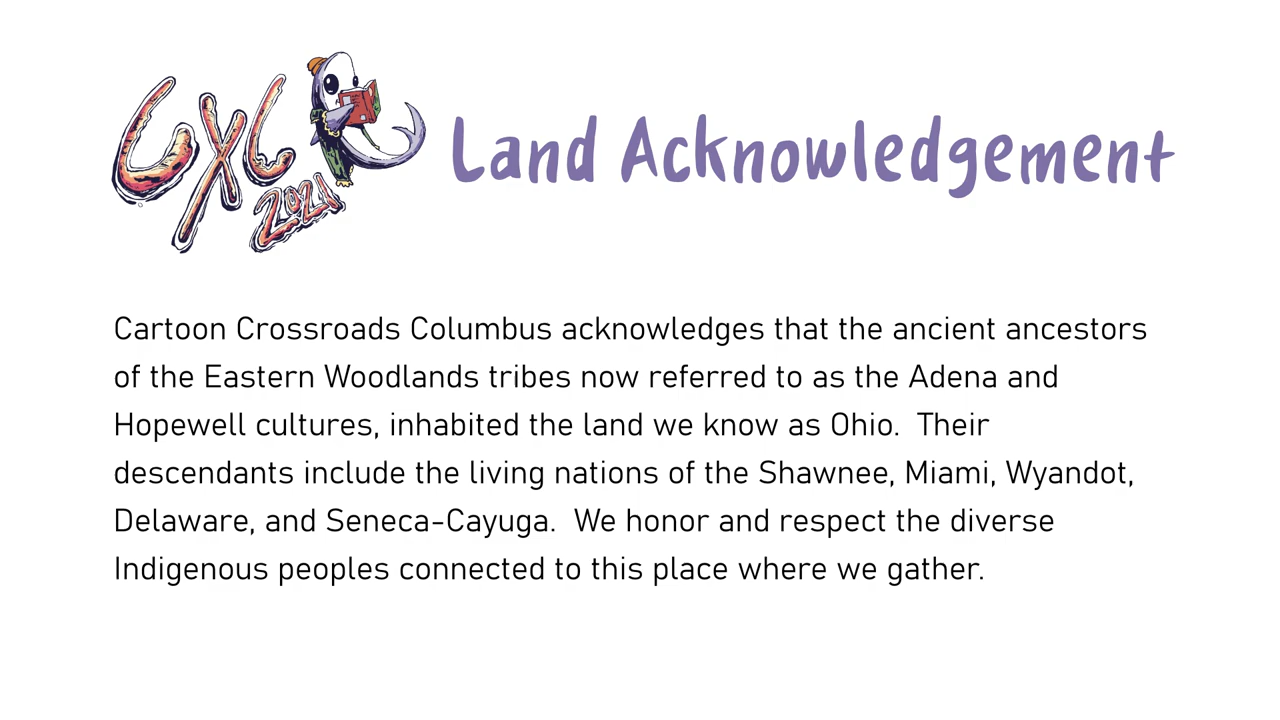 CXC
2021
Land Acknowledgement
Cartoon Crossroads Columbus acknowledges that the ancient ancestors
of the Eastern Woodlands tribes now referred to as the Adena and
Hopewell cultures, inhabited the land we know as Ohio.  Their
descendants include the living nations of the Shawnee, Miami, Wyandot,
Delaware, and Seneca-Cayuga.  We honor and respect the diverse
Indigenous peoples connected to this place where we gather.